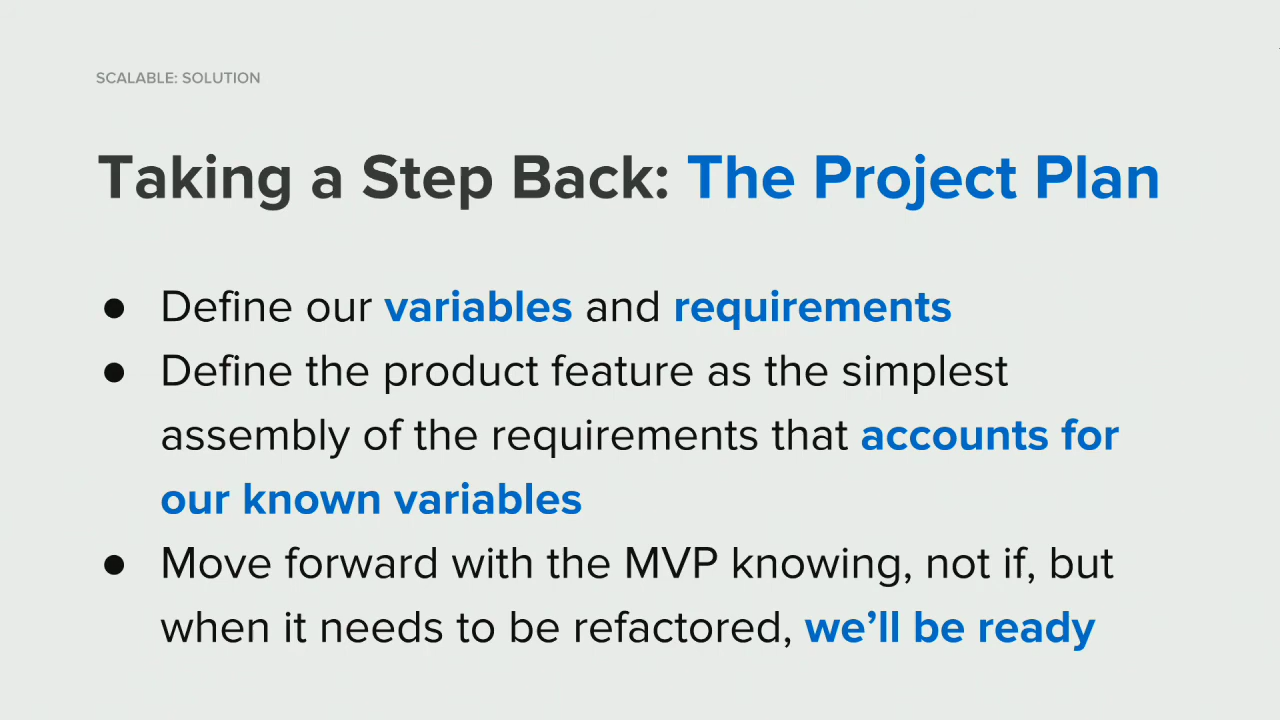 SCALABLE: SOLUTION
Taking a Step Back: The Project Plan
● Define our variables and requirements
● Define the product feature as the simplest
assembly of the requirements that accounts for
our known variables
● Move forward with the MVP knowing, not if, but
when it needs to be refactored, we’ll be ready